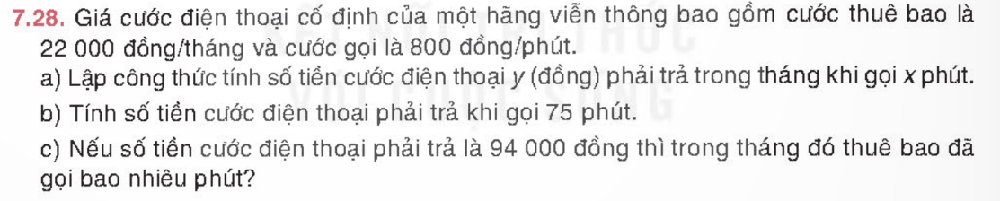 7.28. Giá cước điện thoại cố định của một hãng viễn thông bao gồm cước thuê bao là
22 000 đồng/tháng và cước gọi là 800 đồng/phút.
a) Lập công thức tính số tiền cước điện thoại y (đồng) phải trả trong tháng khi gọi x phút.
b) Tính số tiền cước điện thoại phải trả khi gọi 75 phút.
c) Nếu số tiền cước điện thoại phải trả là 94 000 đồng thì trong tháng đó thuê bao đã
gọi bao nhiêu phút?